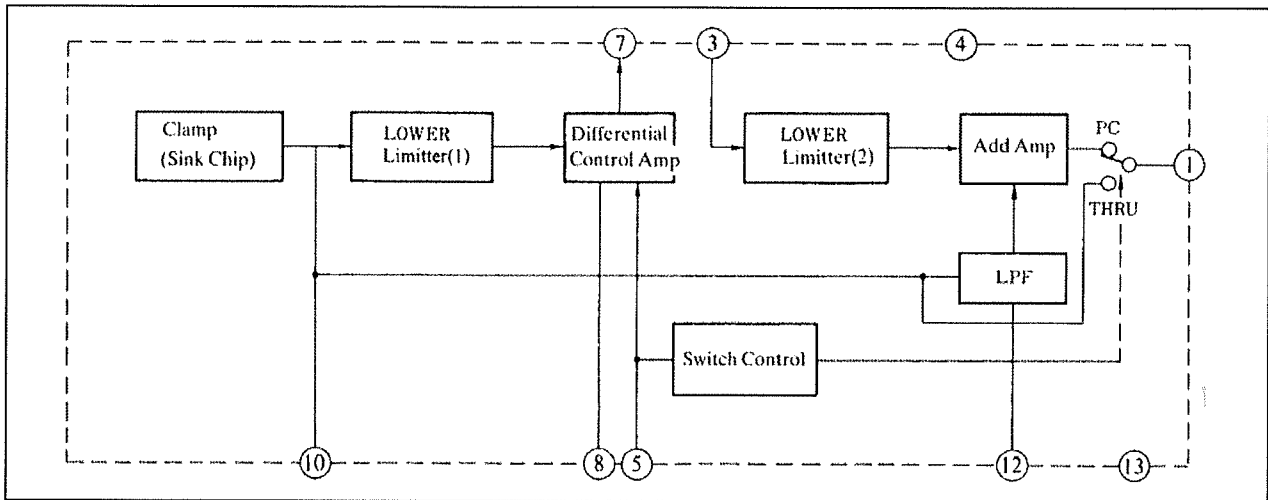 7
3
4
Clamp
(Sink Chip)
LOWER
Limitter(1)
Differential
Control Amp
LOWER
Limitter(2)
Add Amp
PC
1
THRU
LPF
Switch Control
10
8
5
12
13